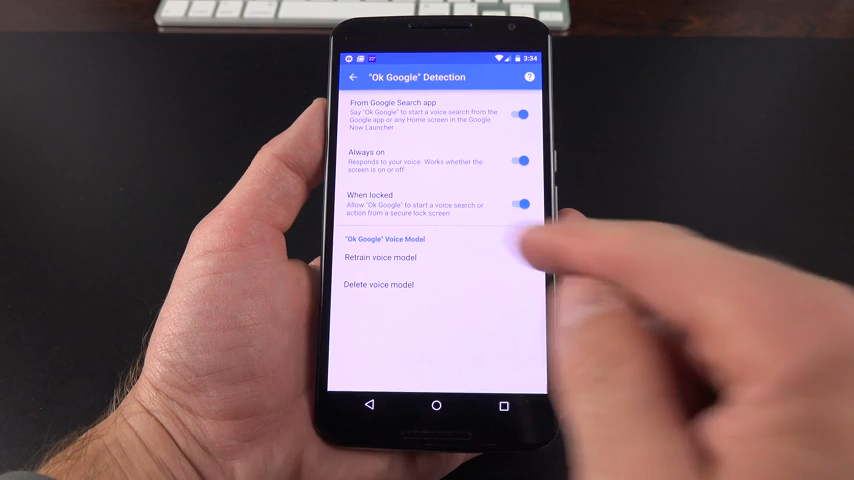 22°
3:34
"Ok Google" Detection
?
From Google Search app
Say "Ok Google" to start a voice search from the
Google app or any Home screen in the Google
Now Launcher
Always on
Responds to your voice. Works whether the
screen is on or off
When locked
Allow "Ok Google" to start a voice search or
action from a secure lock screen
"Ok Google" Voice Model
Retrain voice model
Delete voice model